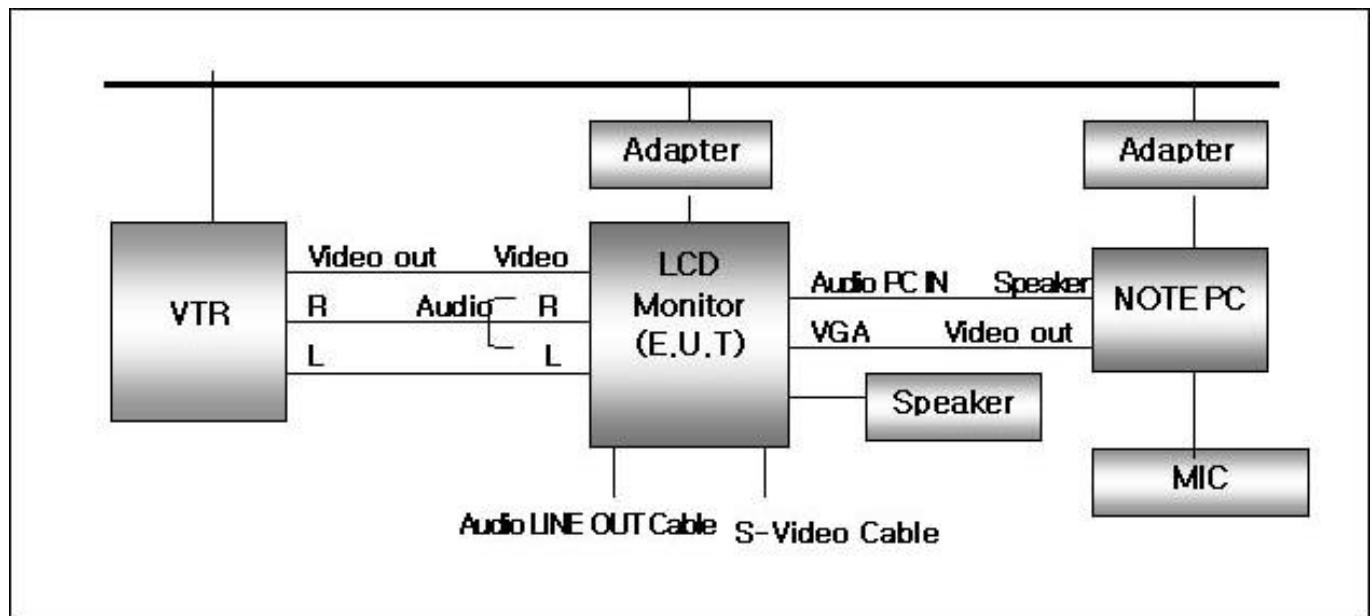 Adapter
Adapter
VTR
Video out
Video
R
Audio
R
L
L
LCD
Monitor
(E.U.T)
Audio PC IN
Speaker
VGA
Video out
NOTE PC
Speaker
MIC
Audio LINE OUT Cable
S-Video Cable